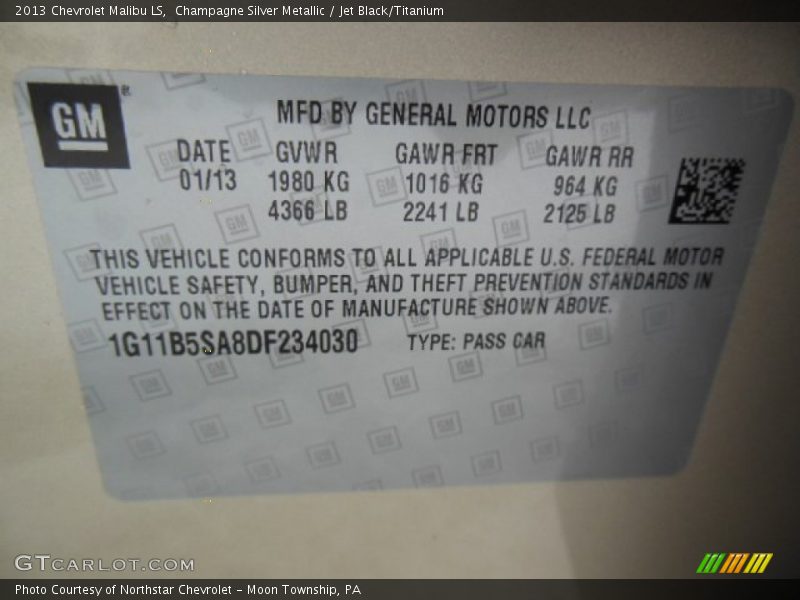 2013 Chevrolet Malibu LS,  Champagne Silver Metallic / Jet Black/Titanium
GM®
MFD BY GENERAL MOTORS LLC
DATE GVWR GAWR FRT GAWR RR
01/13 1980 KG 1016 KG 964 KG
4366 LB 2241 LB 2125 LB
THIS VEHICLE CONFORMS TO ALL APPLICABLE U.S. FEDERAL MOTOR
VEHICLE SAFETY, BUMPER, AND THEFT PREVENTION STANDARDS IN
EFFECT ON THE DATE OF MANUFACTURE SHOWN ABOVE.
1G11B5SA8DF234030 TYPE: PASS CAR
GTCARLOT.COM
Photo Courtesy of Northstar Chevrolet - Moon Township, PA